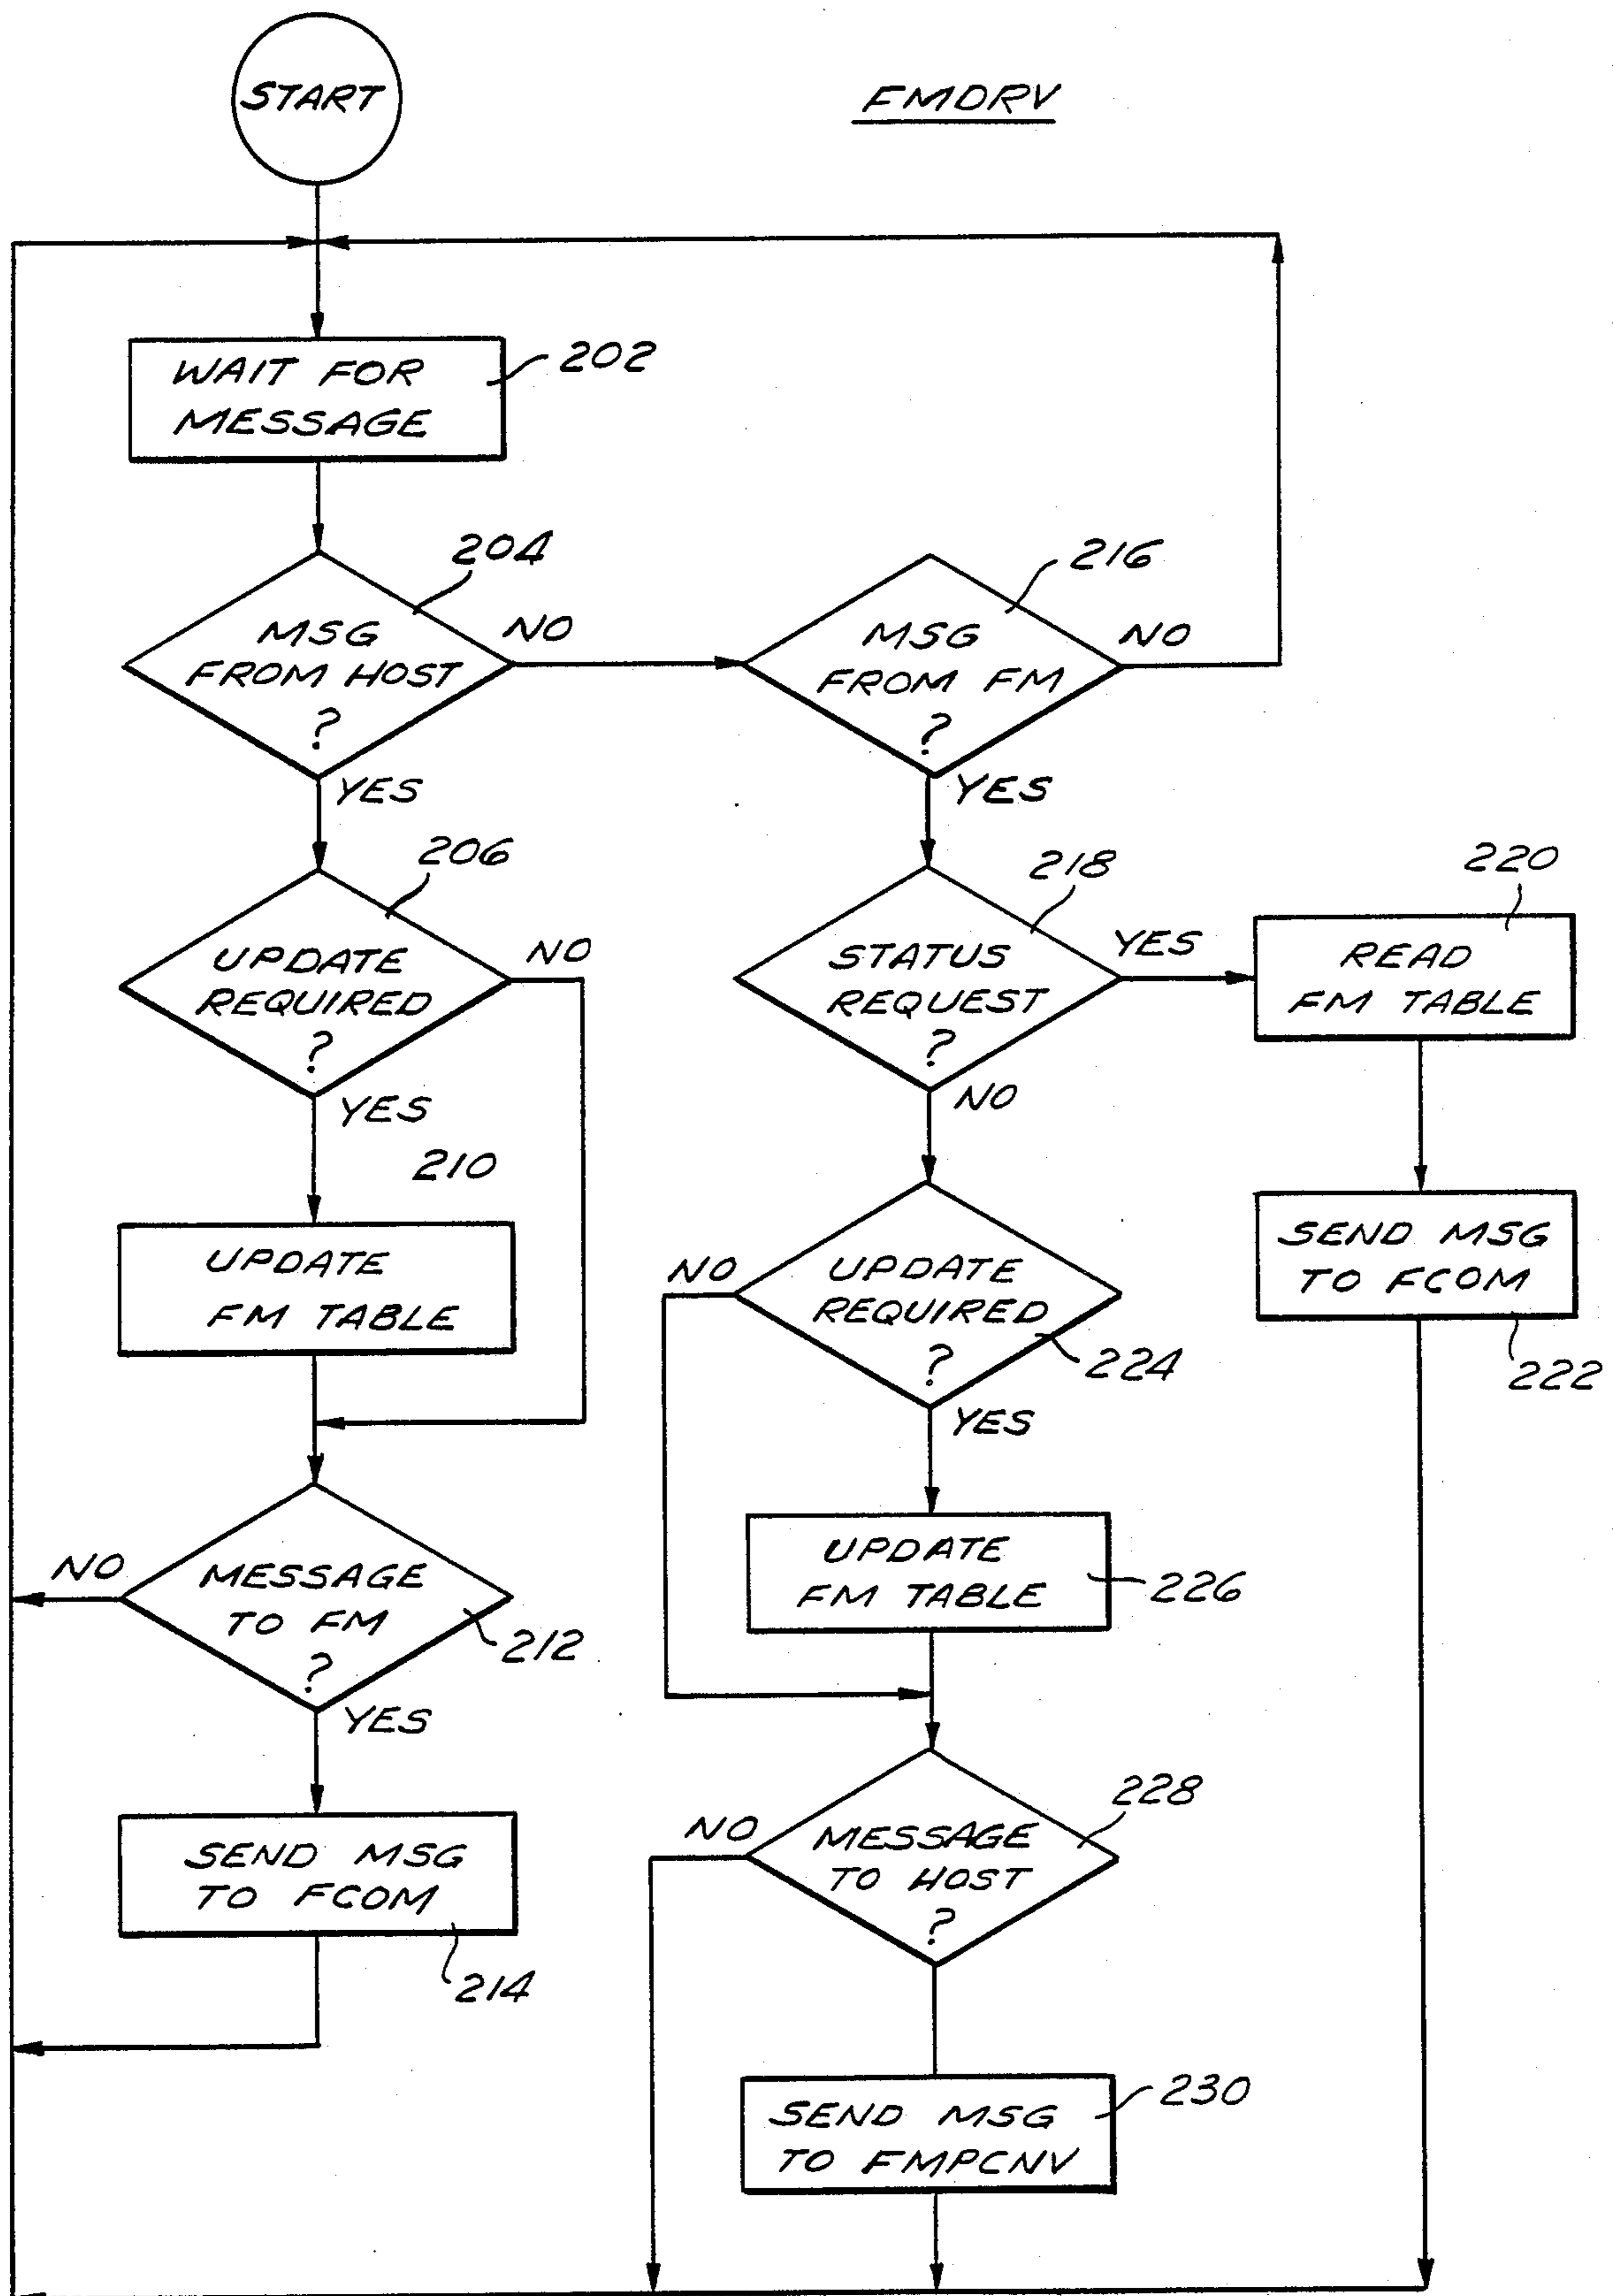 START
FMDRV
WAIT FOR
MESSAGE
202
204
MSG
FROM HOST
?
NO
YES
216
MSG
FROM FM
?
NO
YES
206
UPDATE
REQUIRED
?
NO
YES
218
STATUS
REQUEST
?
YES
NO
220
READ
FM TABLE
210
UPDATE
FM TABLE
NO
UPDATE
REQUIRED
?
224
YES
SEND MSG
TO FCOM
222
NO
MESSAGE
TO FM
?
212
YES
UPDATE
FM TABLE
226
SEND MSG
TO FCOM
214
NO
MESSAGE
TO HOST
?
228
SEND MSG
TO FMPCNV
230